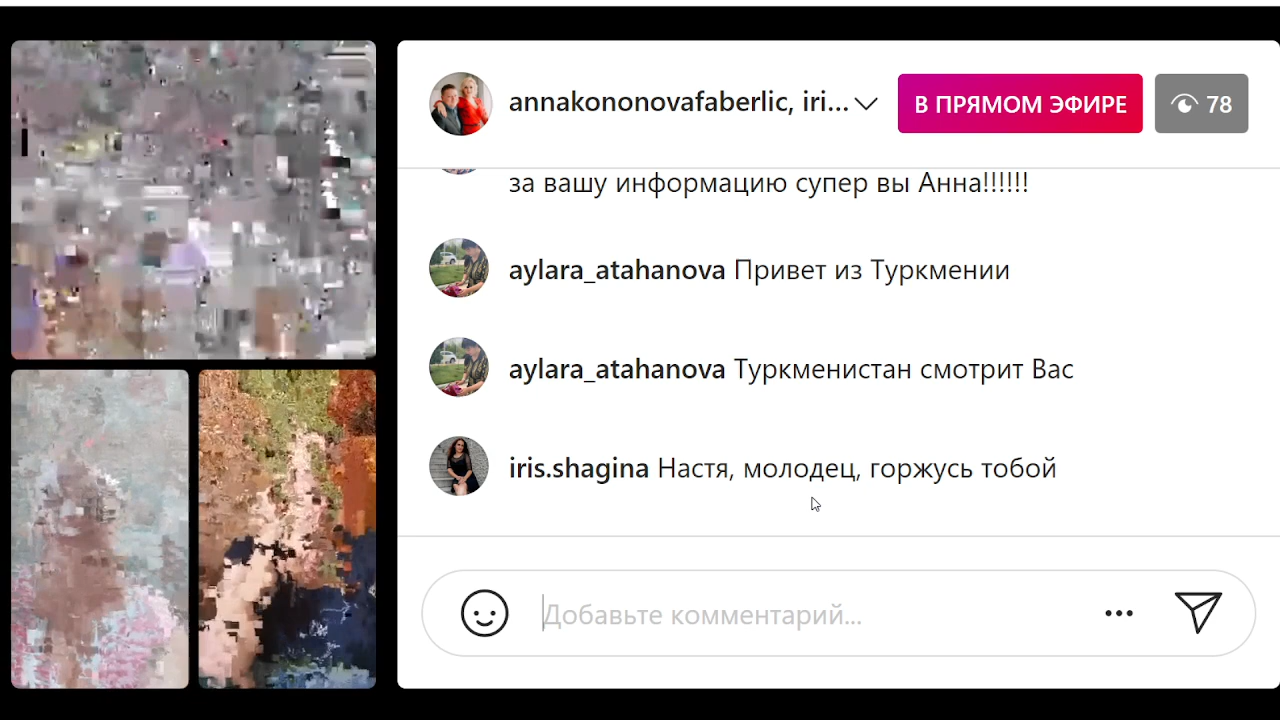 annakononovafaberlic, iri...
В ПРЯМОМ ЭФИРЕ
78
за вашу информацию супер вы Анна!!!!!!
aylara_atahanova Привет из Туркмении
aylara_atahanova Туркменистан смотрит Вас
iris.shagina Настя, молодец, горжусь тобой
Добавьте комментарий...